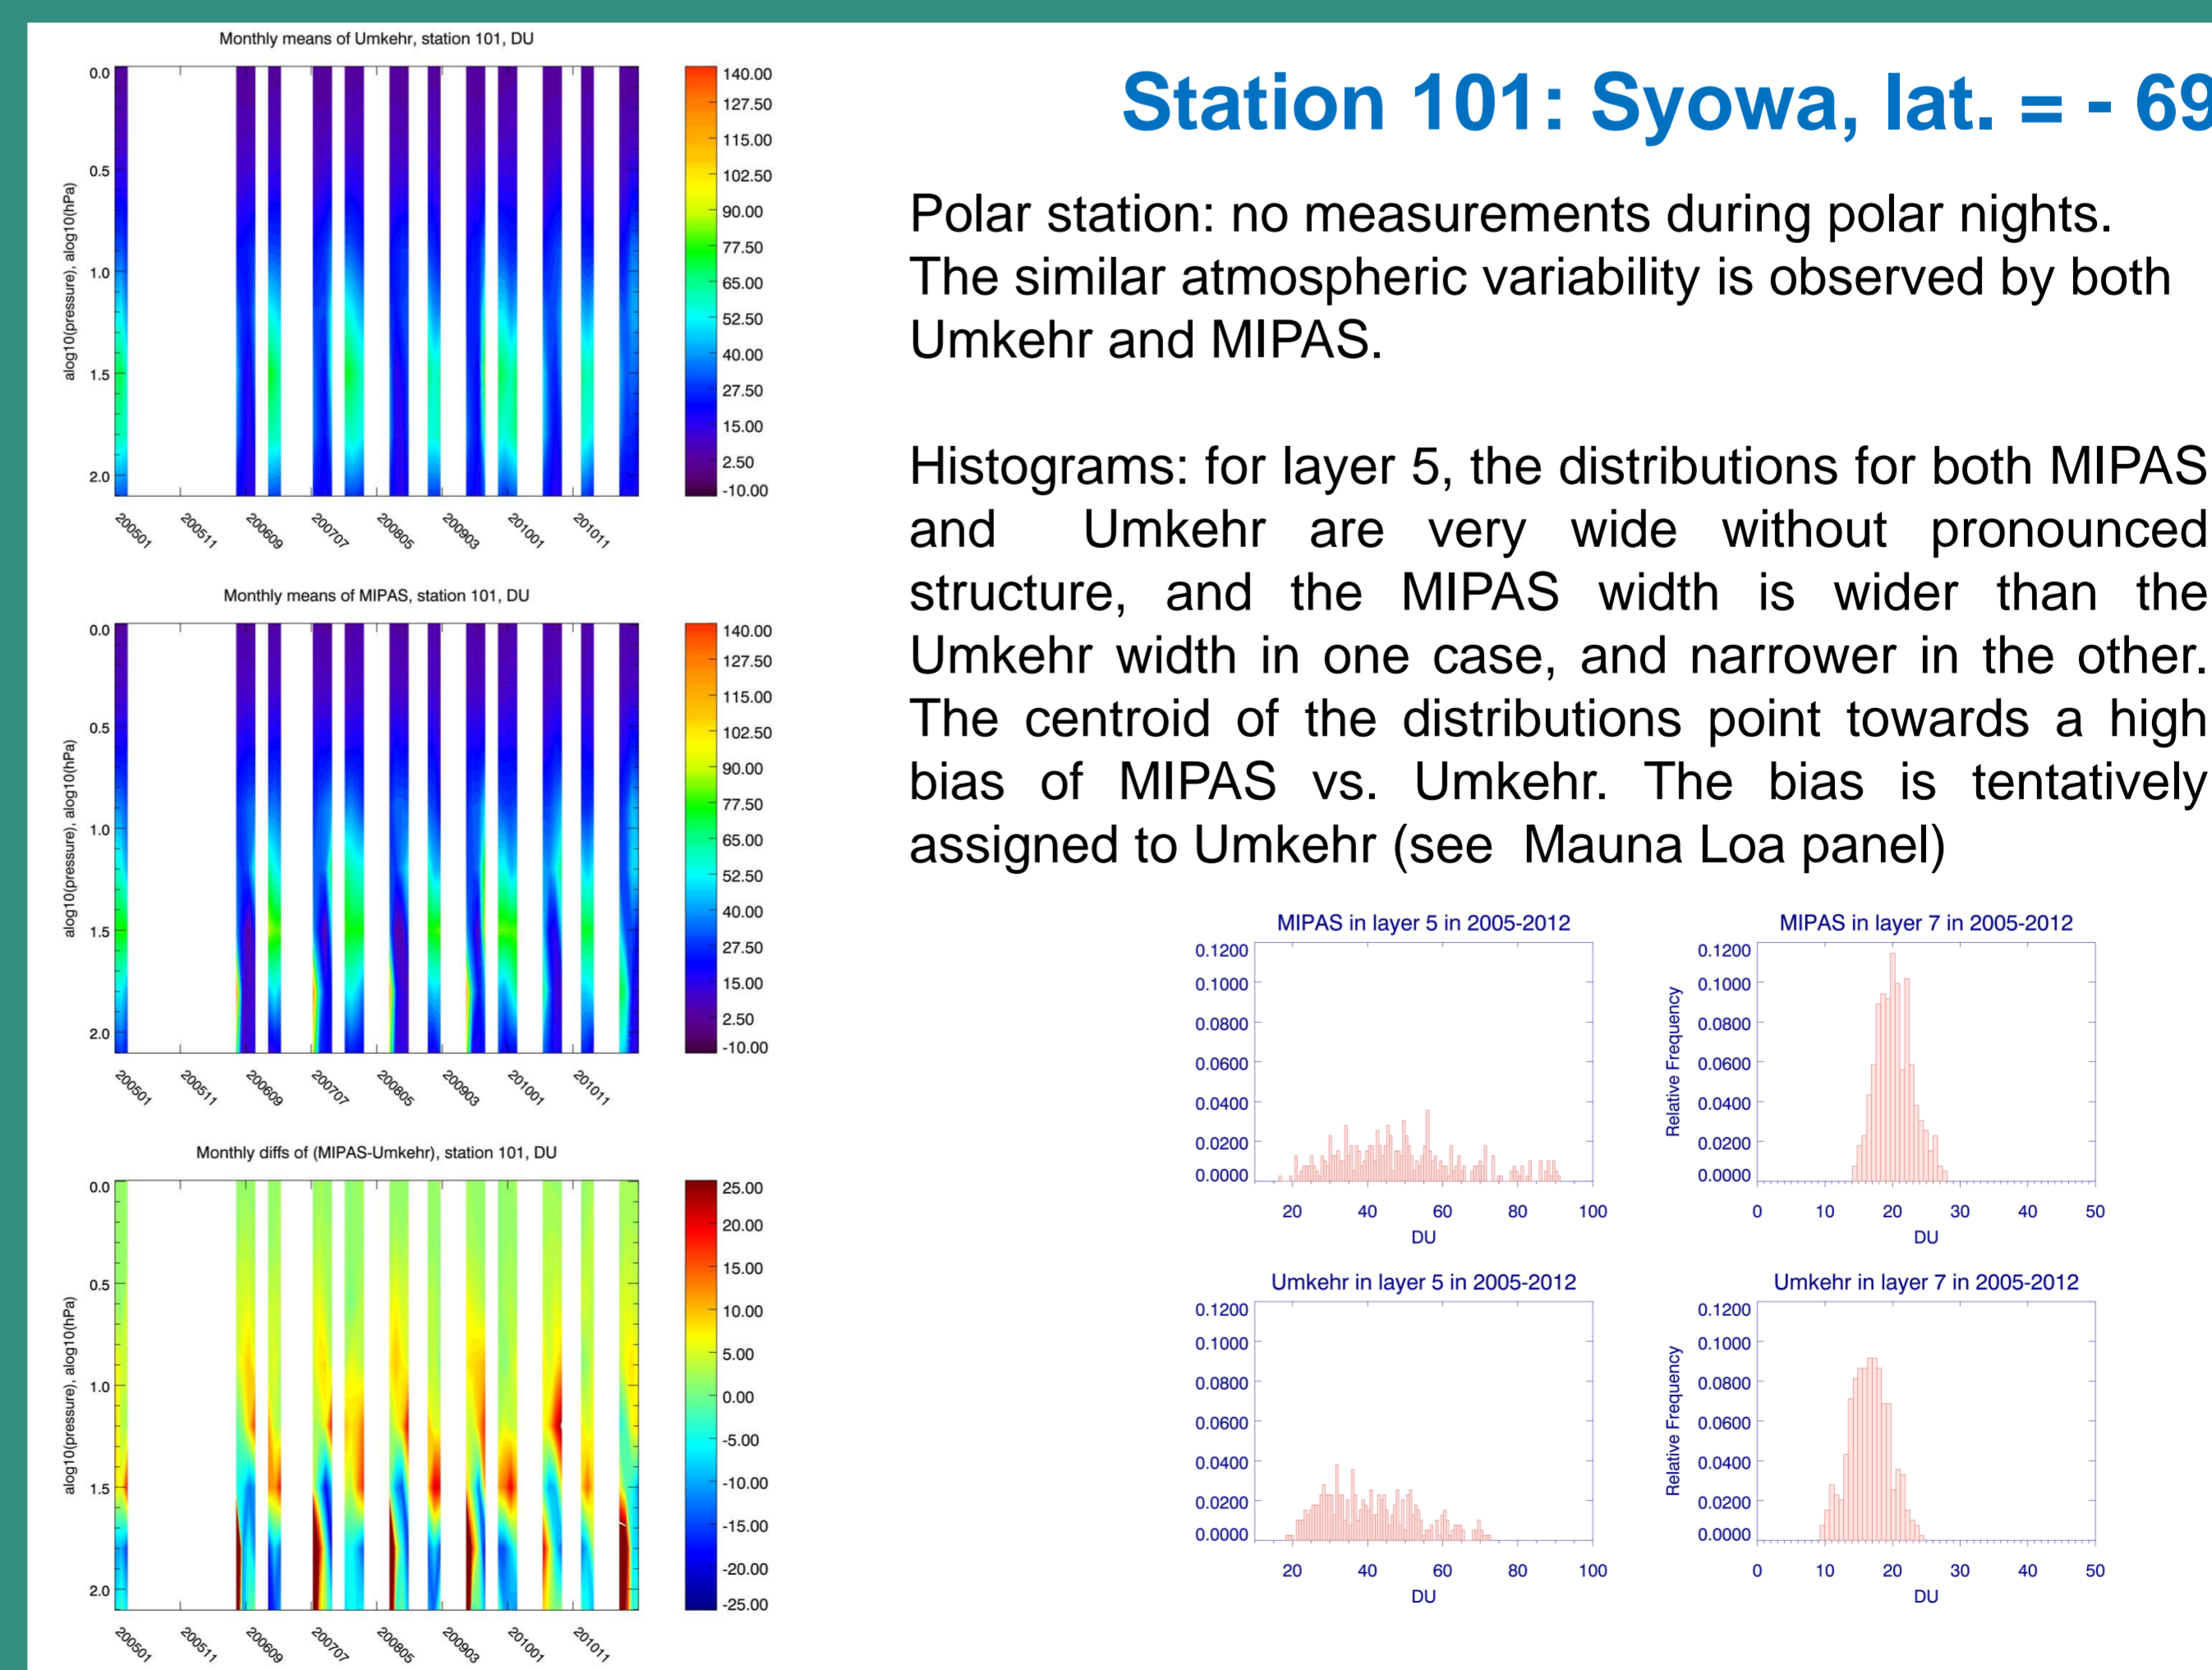 Monthly means of Umkehr, station 101, DU
0.0
0.5
1.0
1.5
2.0
alog10(pressure), alog10(hPa)
200501 200511 200609 200707 200805 200903 201001 201011
140.00
127.50
115.00
102.50
90.00
77.50
65.00
52.50
40.00
27.50
15.00
2.50
-10.00
Monthly means of MIPAS, station 101, DU
0.0
0.5
1.0
1.5
2.0
alog10(pressure), alog10(hPa)
200501 200511 200609 200707 200805 200903 201001 201011
140.00
127.50
115.00
102.50
90.00
77.50
65.00
52.50
40.00
27.50
15.00
2.50
-10.00
Monthly diffs of (MIPAS-Umkehr), station 101, DU
0.0
0.5
1.0
1.5
2.0
alog10(pressure), alog10(hPa)
200501 200511 200609 200707 200805 200903 201001 201011
25.00
20.00
15.00
10.00
5.00
0.00
-5.00
-10.00
-15.00
-20.00
-25.00
Station 101: Syowa, lat. = - 69
Polar station: no measurements during polar nights.
The similar atmospheric variability is observed by both
Umkehr and MIPAS.
Histograms: for layer 5, the distributions for both MIPAS
and Umkehr are very wide without pronounced
structure, and the MIPAS width is wider than the
Umkehr width in one case, and narrower in the other.
The centroid of the distributions point towards a high
bias of MIPAS vs. Umkehr. The bias is tentatively
assigned to Umkehr (see Mauna Loa panel)
MIPAS in layer 5 in 2005-2012
0.1200
0.1000
0.0800
0.0600
0.0400
0.0200
0.0000
20 40 60 80 100
DU
MIPAS in layer 7 in 2005-2012
Relative Frequency
0.1200
0.1000
0.0800
0.0600
0.0400
0.0200
0.0000
0 10 20 30 40 50
DU
Umkehr in layer 5 in 2005-2012
0.1200
0.1000
0.0800
0.0600
0.0400
0.0200
0.0000
20 40 60 80 100
DU
Umkehr in layer 7 in 2005-2012
Relative Frequency
0.1200
0.1000
0.0800
0.0600
0.0400
0.0200
0.0000
0 10 20 30 40 50
DU